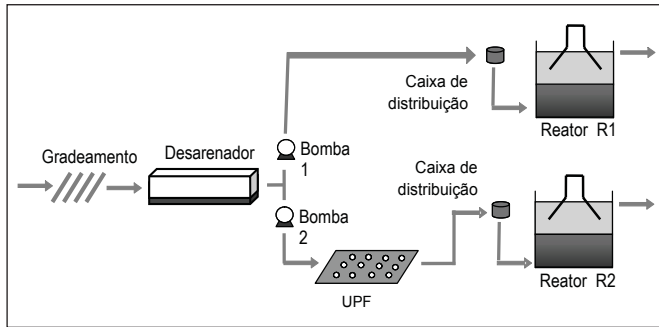 Caixa de
distribuição
Reator R1
Gradeamento
Desarenador
Bomba
1
Caixa de
distribuição
Bomba
2
UPF
Reator R2